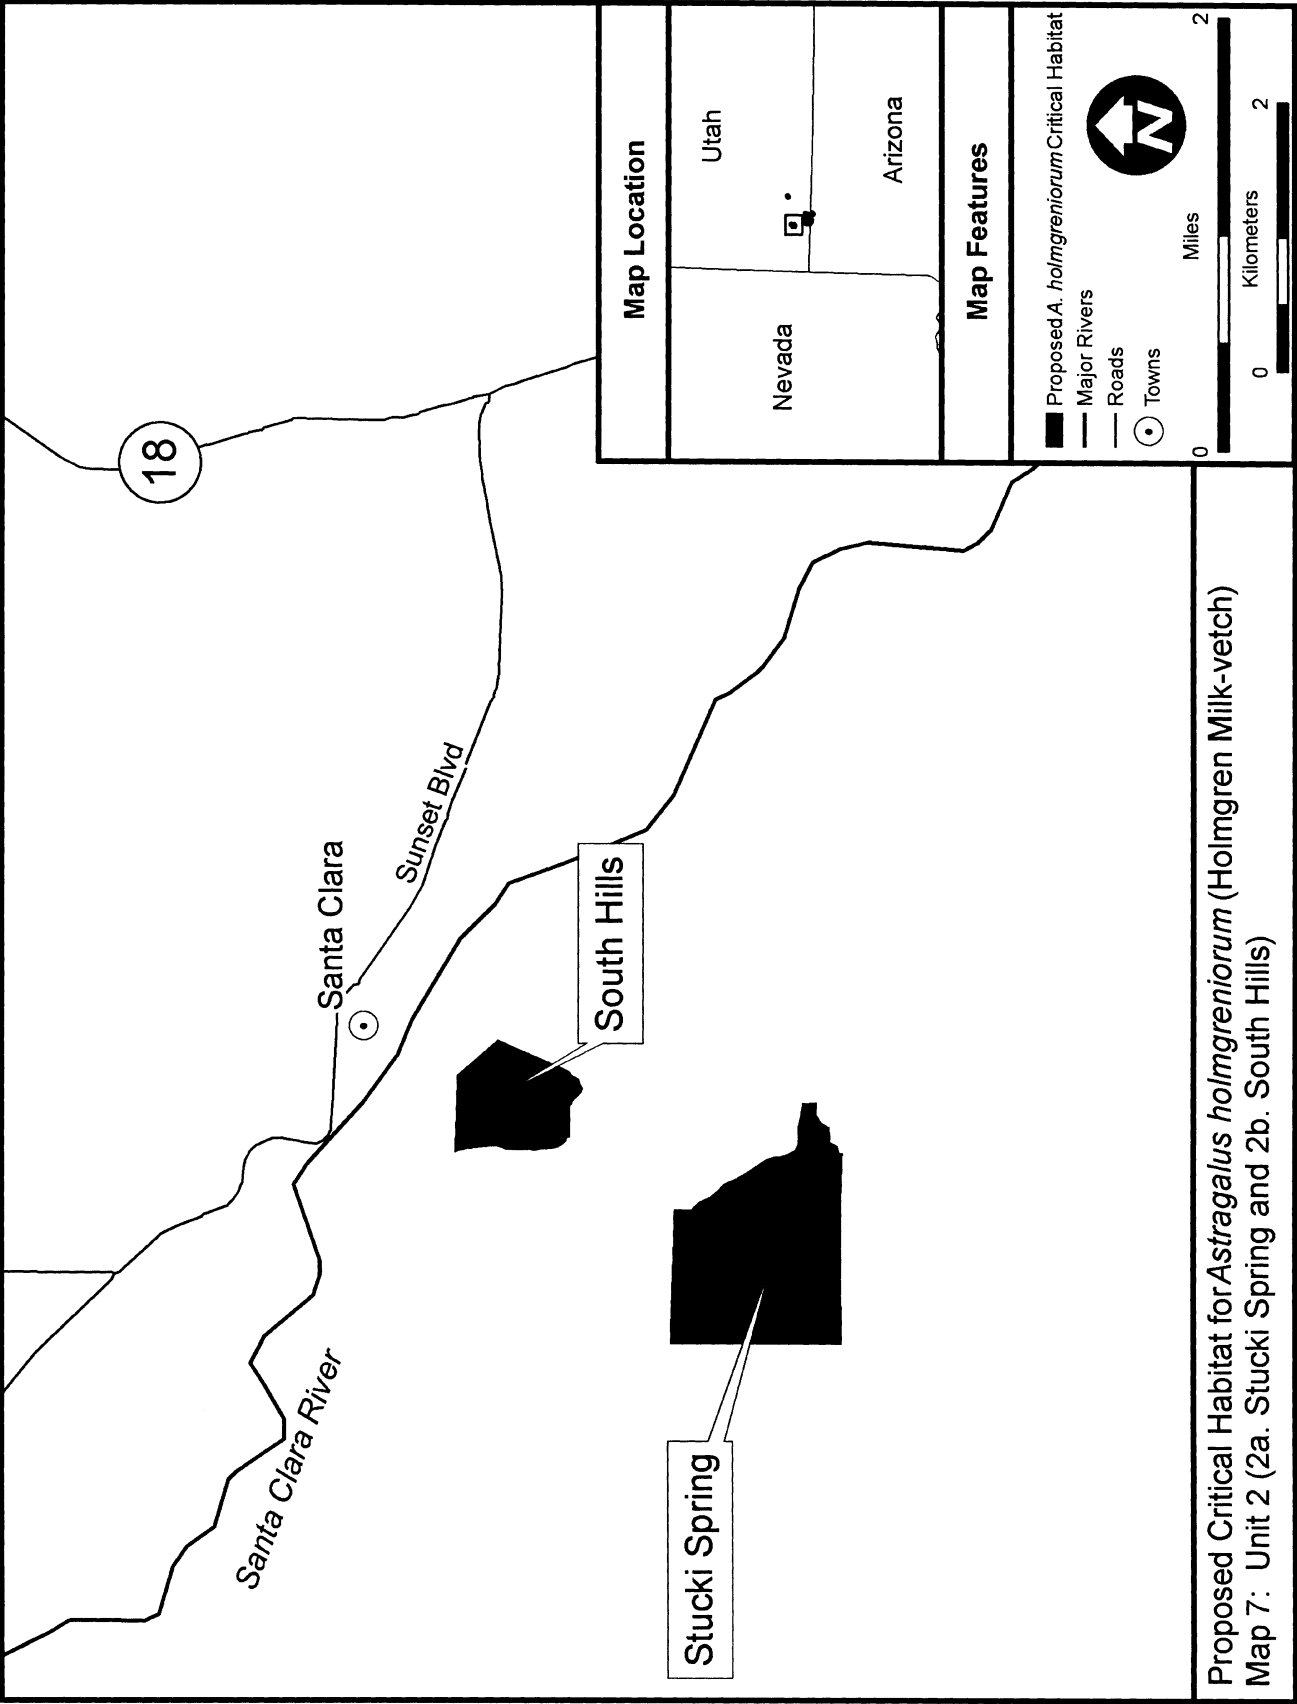 18
Sunset Blvd
Santa Clara
South Hills
Santa Clara River
Stucki Spring
Map Location
Utah
Arizona
Nevada
Map Features
Proposed A. holmgreniorum Critical Habitat
Major Rivers
Roads
Towns
N
Miles
0 2
Kilometers
0 2
Proposed Critical Habitat for Astragalus holmgreniorum (Holmgren Milk-vetch)
Map 7: Unit 2 (2a. Stucki Spring and 2b. South Hills)